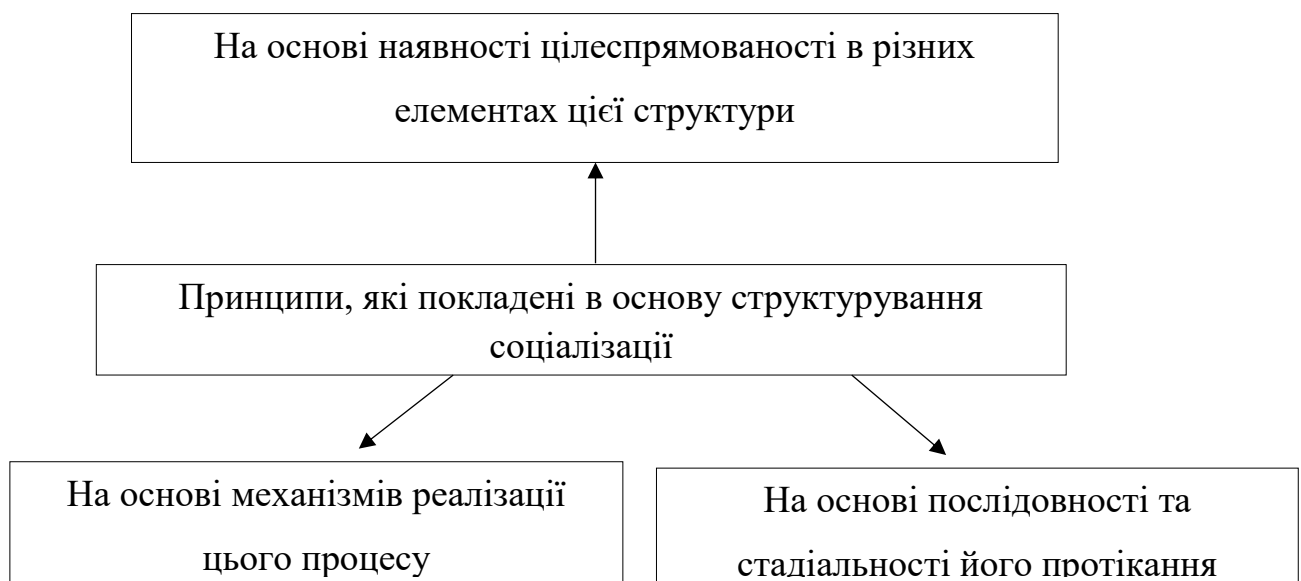 На основі наявності цілеспрямованості в різних
елементах цієї структури
Принципи, які покладені в основу структурування
соціалізації
На основі механізмів реалізації
цього процесу
На основі послідовності та
стадіальності його протікання